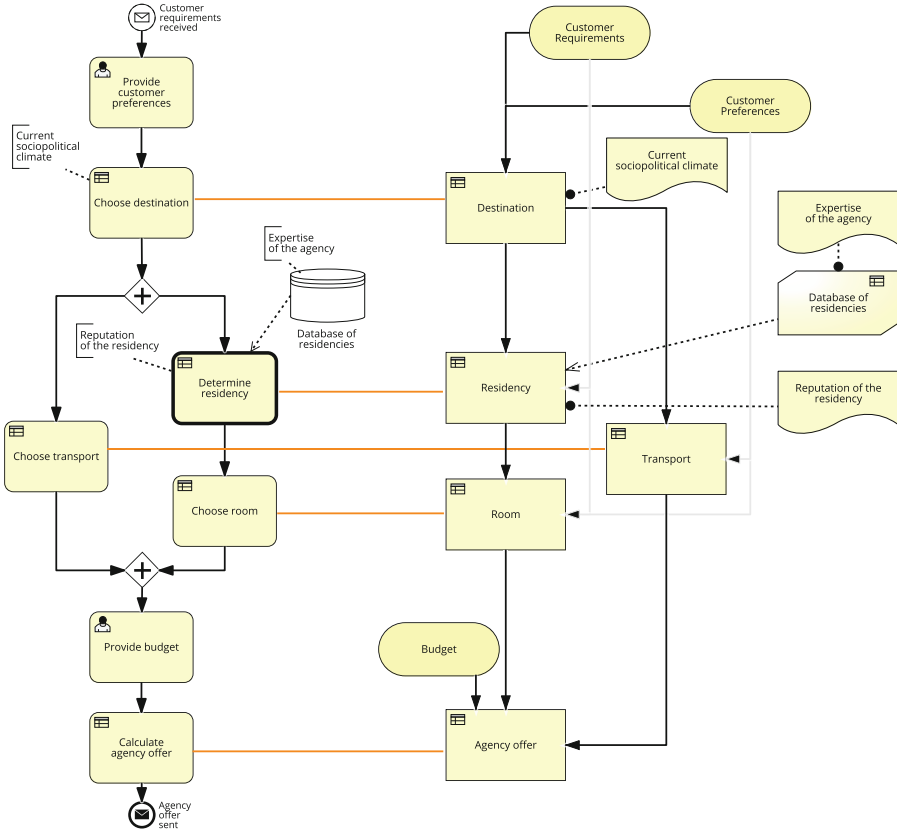 Customer
requirements
received
Provide
customer
preferences
Current
sociopolitical
climate
Choose destination
Expertise
of the agency
Database of
residencies
Reputation
of the residency
Determine
residency
Choose transport
Choose room
Provide budget
Calculate
agency offer
Agency
offer
sent
Customer
Requirements
Customer
Preferences
Current
sociopolitical climate
Destination
Expertise
of the agency
Database of
residencies
Residency
Reputation of the
residency
Transport
Room
Budget
Agency offer